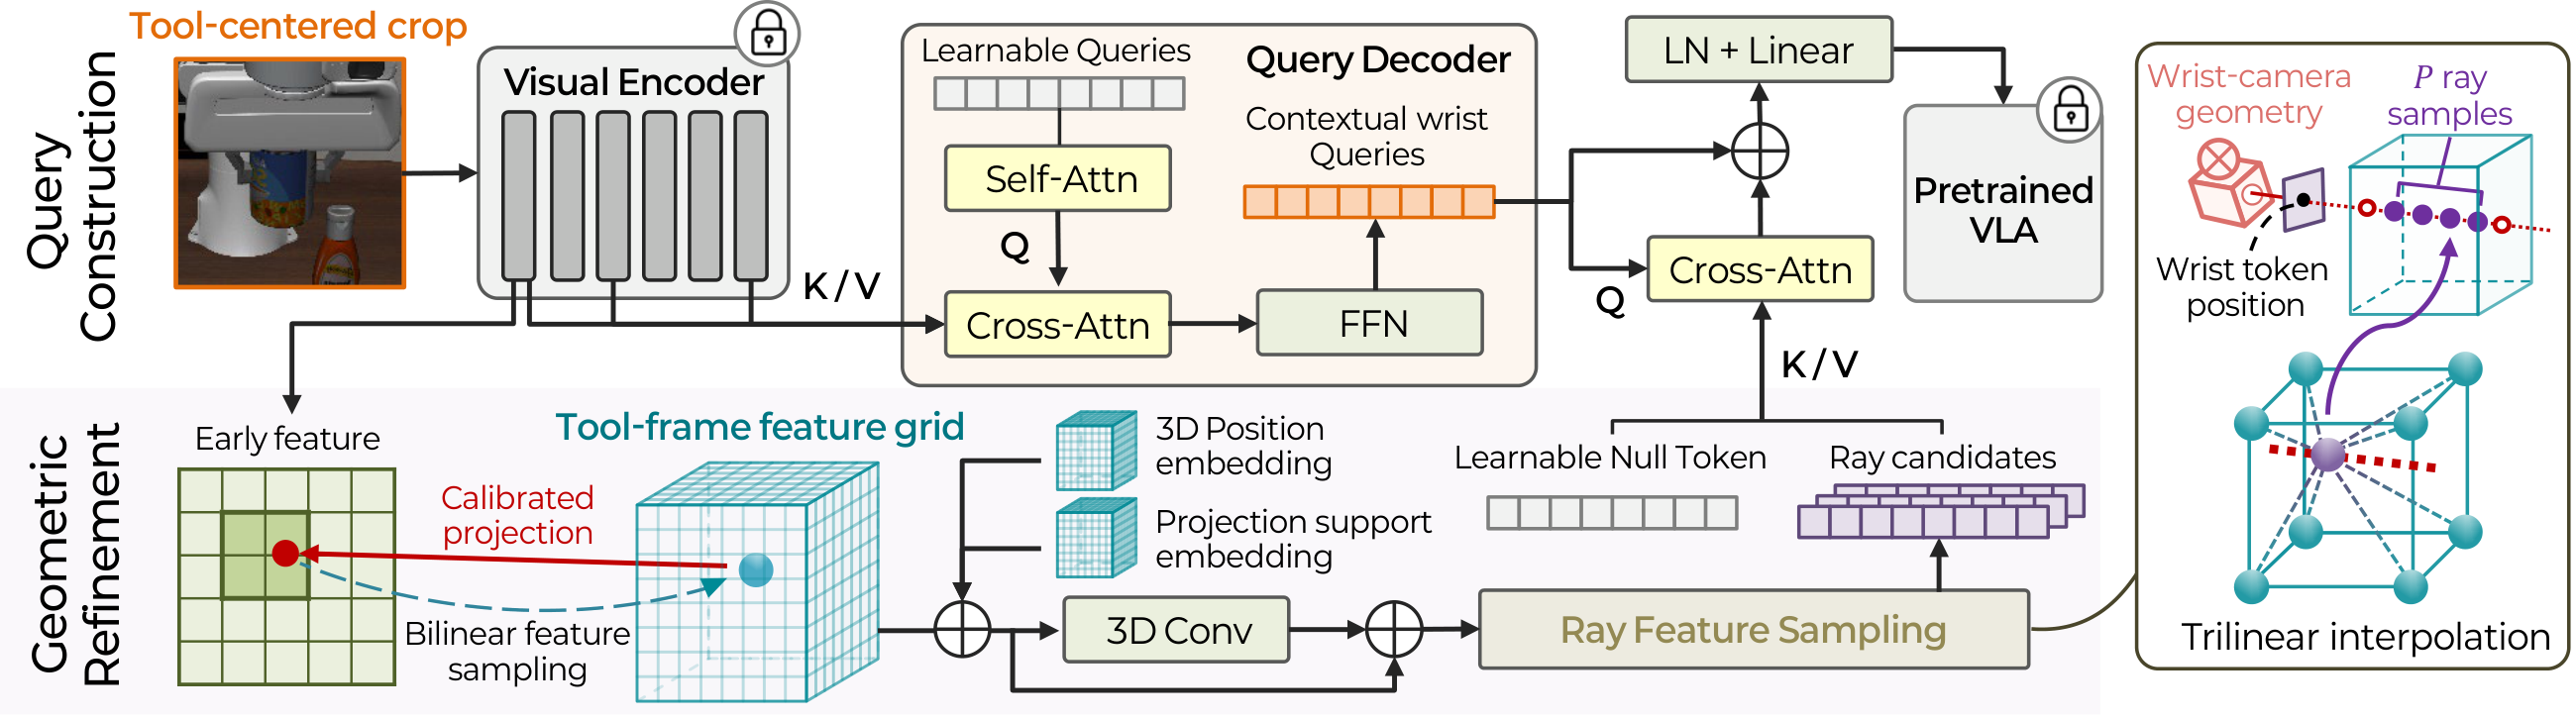 Query
Construction
Tool-centered crop
Visual Encoder
K / V
Learnable Queries
Self-Attn
Q
Cross-Attn
Query Decoder
Contextual wrist
Queries
FFN
LN + Linear
Cross-Attn
Q
K / V
Pretrained
VLA
Geometric
Refinement
Early feature
Calibrated
projection
Bilinear feature
sampling
Tool-frame feature grid
3D Position
embedding
Projection support
embedding
3D Conv
Learnable Null Token
Ray candidates
Ray Feature Sampling
Wrist-camera
geometry
P ray
samples
Wrist token
position
Trilinear interpolation